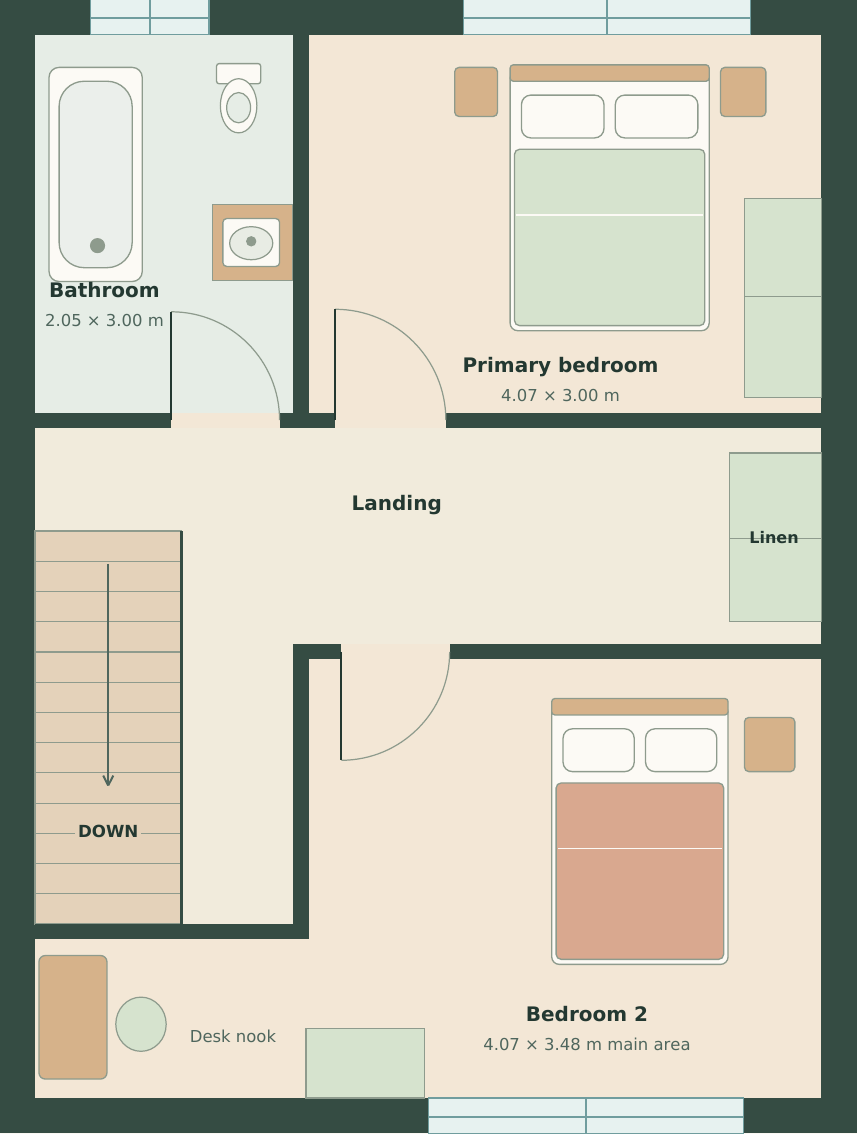 Bathroom
2.05 × 3.00 m
Primary bedroom
4.07 × 3.00 m
Landing
Linen
DOWN
Bedroom 2
4.07 × 3.48 m main area
Desk nook